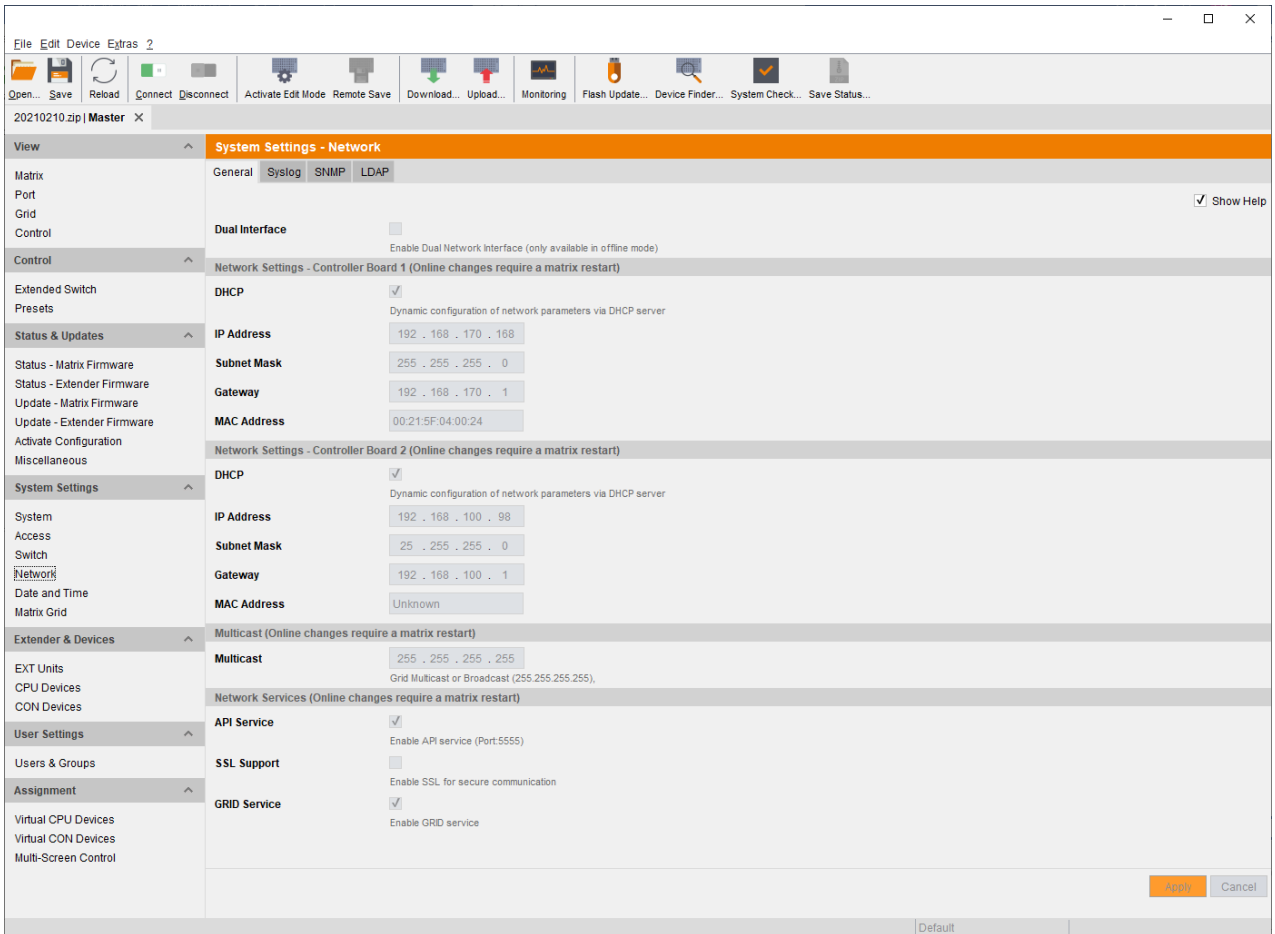 File Edit Device Extras ?
Open... Save Reload Connect Disconnect Activate Edit Mode Remote Save Download... Upload... Monitoring Flash Update... Device Finder... System Check... Save Status...
20210210.zip | Master
View
Matrix
Port
Grid
Control
Control
Extended Switch
Presets
Status & Updates
Status - Matrix Firmware
Status - Extender Firmware
Update - Matrix Firmware
Update - Extender Firmware
Activate Configuration
Miscellaneous
System Settings
System
Access
Switch
Network
Date and Time
Matrix Grid
Extender & Devices
EXT Units
CPU Devices
CON Devices
User Settings
Users & Groups
Assignment
Virtual CPU Devices
Virtual CON Devices
Multi-Screen Control
System Settings - Network
General Syslog SNMP LDAP
Show Help
Dual Interface
Enable Dual Network Interface (only available in offline mode)
Network Settings - Controller Board 1 (Online changes require a matrix restart)
DHCP
Dynamic configuration of network parameters via DHCP server
IP Address 192 . 168 . 170 . 168
Subnet Mask 255 . 255 . 255 . 0
Gateway 192 . 168 . 170 . 1
MAC Address 00:21:5F:04:00:24
Network Settings - Controller Board 2 (Online changes require a matrix restart)
DHCP
Dynamic configuration of network parameters via DHCP server
IP Address 192 . 168 . 100 . 98
Subnet Mask 25 . 255 . 255 . 0
Gateway 192 . 168 . 100 . 1
MAC Address Unknown
Multicast (Online changes require a matrix restart)
Multicast 255 . 255 . 255 . 255
Grid Multicast or Broadcast (255.255.255.255),
Network Services (Online changes require a matrix restart)
API Service
Enable API service (Port:5555)
SSL Support
Enable SSL for secure communication
GRID Service
Enable GRID service
Apply Cancel
Default